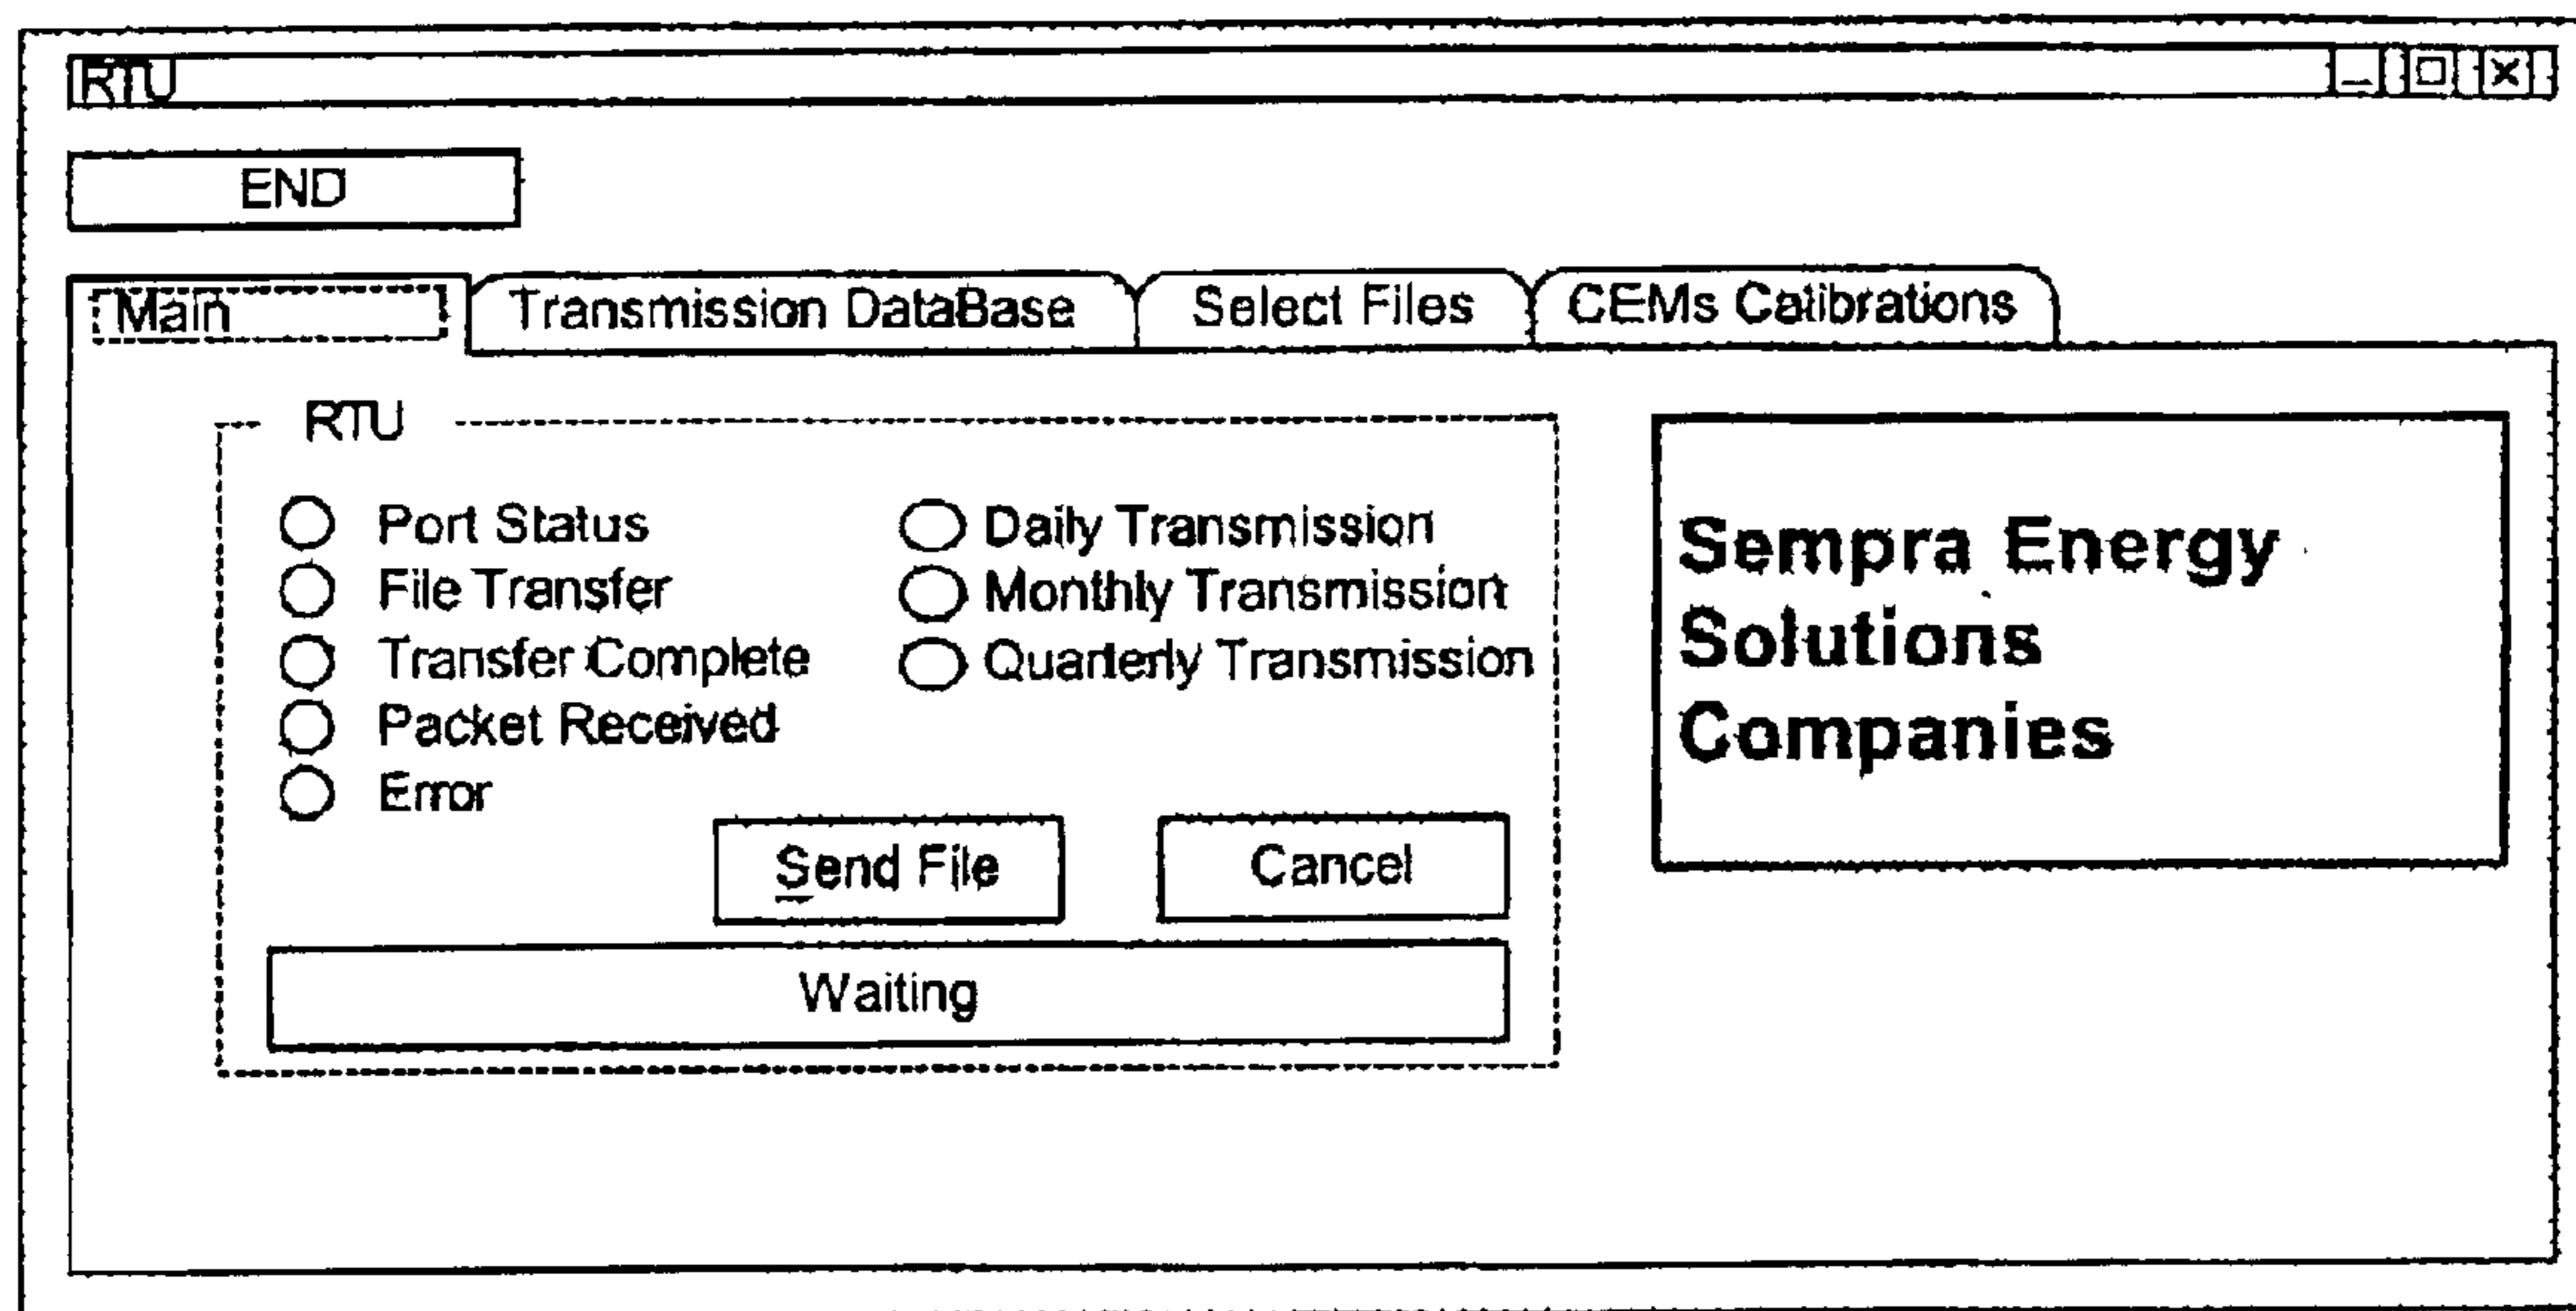 RTU
END
Main Transmission DataBase Select Files CEMs Calibrations
RTU
Port Status Daily Transmission
File Transfer Monthly Transmission
Transfer Complete Quarterly Transmission
Packet Received
Error
Send File Cancel
Waiting
Sempra Energy
Solutions
Companies